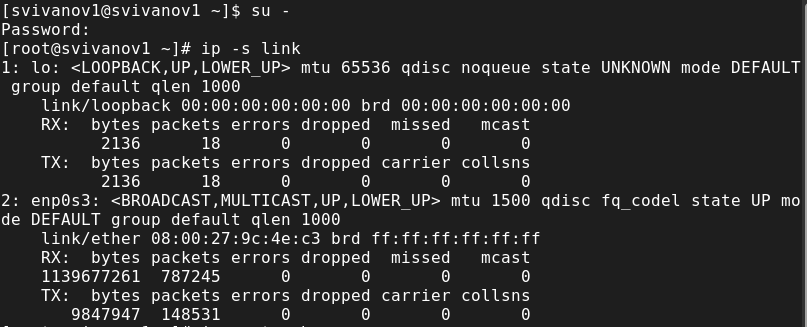 [svivanov1@svivanov1 ~]$ su -
Password:
[root@svivanov1 ~]# ip -s link
1: lo: <LOOPBACK,UP,LOWER_UP> mtu 65536 qdisc noqueue state UNKNOWN mode DEFAULT
 group default qlen 1000
    link/loopback 00:00:00:00:00:00 brd 00:00:00:00:00:00
    RX:  bytes packets errors dropped  missed   mcast
          2136      18      0       0       0       0
    TX:  bytes packets errors dropped carrier collsns
          2136      18      0       0       0       0
2: enp0s3: <BROADCAST,MULTICAST,UP,LOWER_UP> mtu 1500 qdisc fq_codel state UP mo
de DEFAULT group default qlen 1000
    link/ether 08:00:27:9c:4e:c3 brd ff:ff:ff:ff:ff:ff
    RX:  bytes packets errors dropped  missed   mcast
    1139677261  787245      0       0       0       0
    TX:  bytes packets errors dropped carrier collsns
       9847947  148531      0       0       0       0